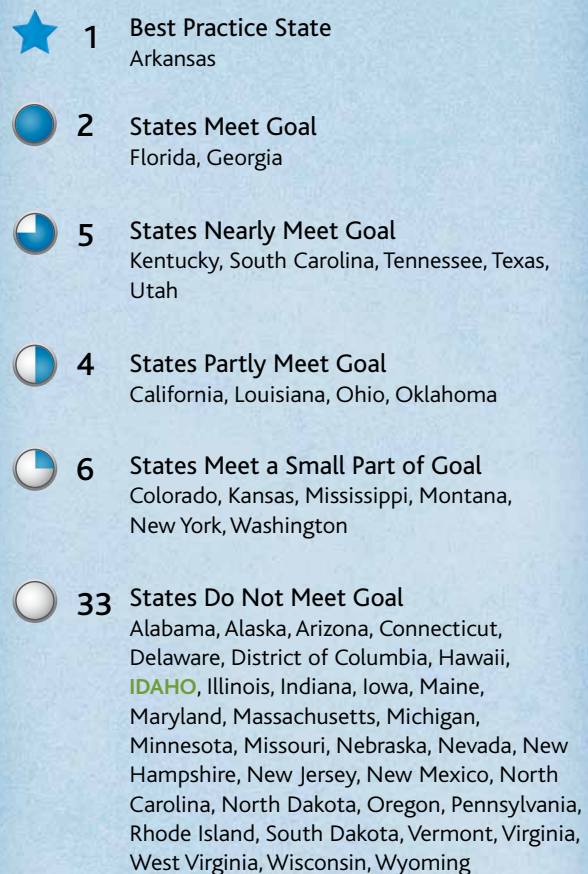 1 Best Practice State
Arkansas
2 States Meet Goal
Florida, Georgia
5 States Nearly Meet Goal
Kentucky, South Carolina, Tennessee, Texas,
Utah
4 States Partly Meet Goal
California, Louisiana, Ohio, Oklahoma
6 States Meet a Small Part of Goal
Colorado, Kansas, Mississippi, Montana,
New York, Washington
33 States Do Not Meet Goal
Alabama, Alaska, Arizona, Connecticut,
Delaware, District of Columbia, Hawaii,
IDAHO, Illinois, Indiana, Iowa, Maine,
Maryland, Massachusetts, Michigan,
Minnesota, Missouri, Nebraska, Nevada, New
Hampshire, New Jersey, New Mexico, North
Carolina, North Dakota, Oregon, Pennsylvania,
Rhode Island, South Dakota, Vermont, Virginia,
West Virginia, Wisconsin, Wyoming